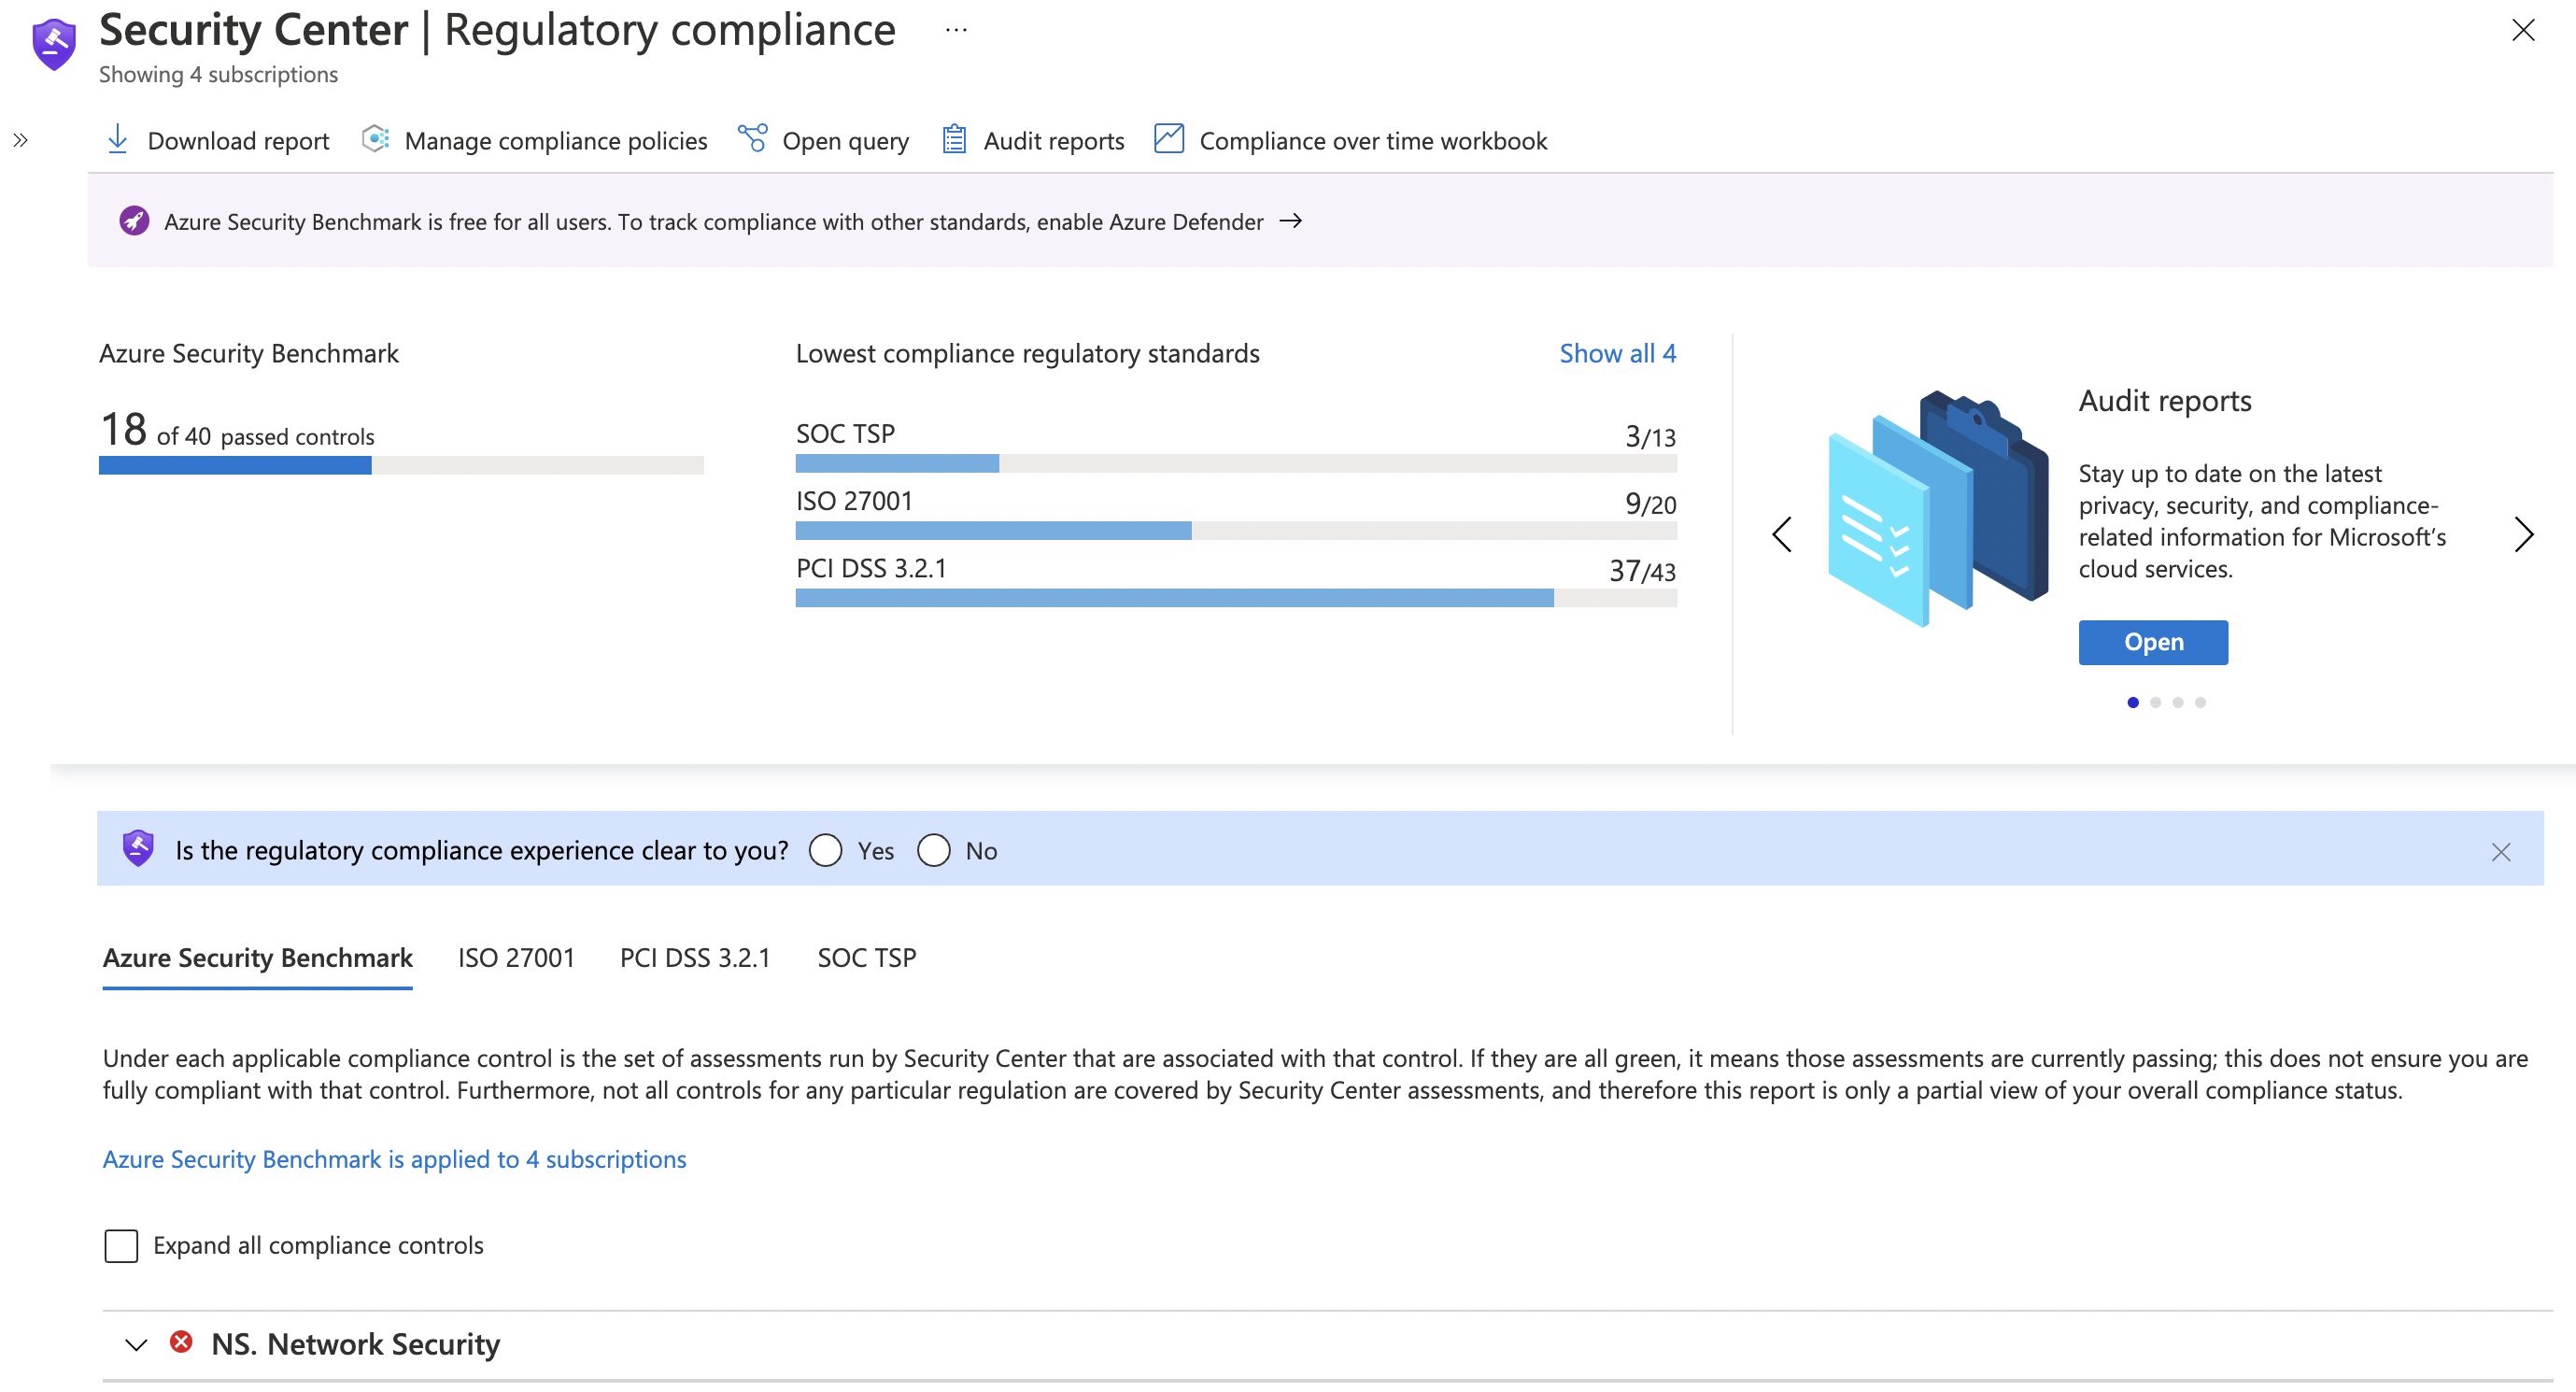 Security Center | Regulatory compliance ...
Showing 4 subscriptions
Download report Manage compliance policies Open query Audit reports Compliance over time workbook
Azure Security Benchmark is free for all users. To track compliance with other standards, enable Azure Defender →
Azure Security Benchmark
18 of 40 passed controls
Lowest compliance regulatory standards Show all 4
SOC TSP 3/13
ISO 27001 9/20
PCI DSS 3.2.1 37/43
Audit reports
Stay up to date on the latest
privacy, security, and compliance-
related information for Microsoft's
cloud services.
Open
Is the regulatory compliance experience clear to you? Yes No
Azure Security Benchmark ISO 27001 PCI DSS 3.2.1 SOC TSP
Under each applicable compliance control is the set of assessments run by Security Center that are associated with that control. If they are all green, it means those assessments are currently passing; this does not ensure you are
fully compliant with that control. Furthermore, not all controls for any particular regulation are covered by Security Center assessments, and therefore this report is only a partial view of your overall compliance status.
Azure Security Benchmark is applied to 4 subscriptions
Expand all compliance controls
NS. Network Security